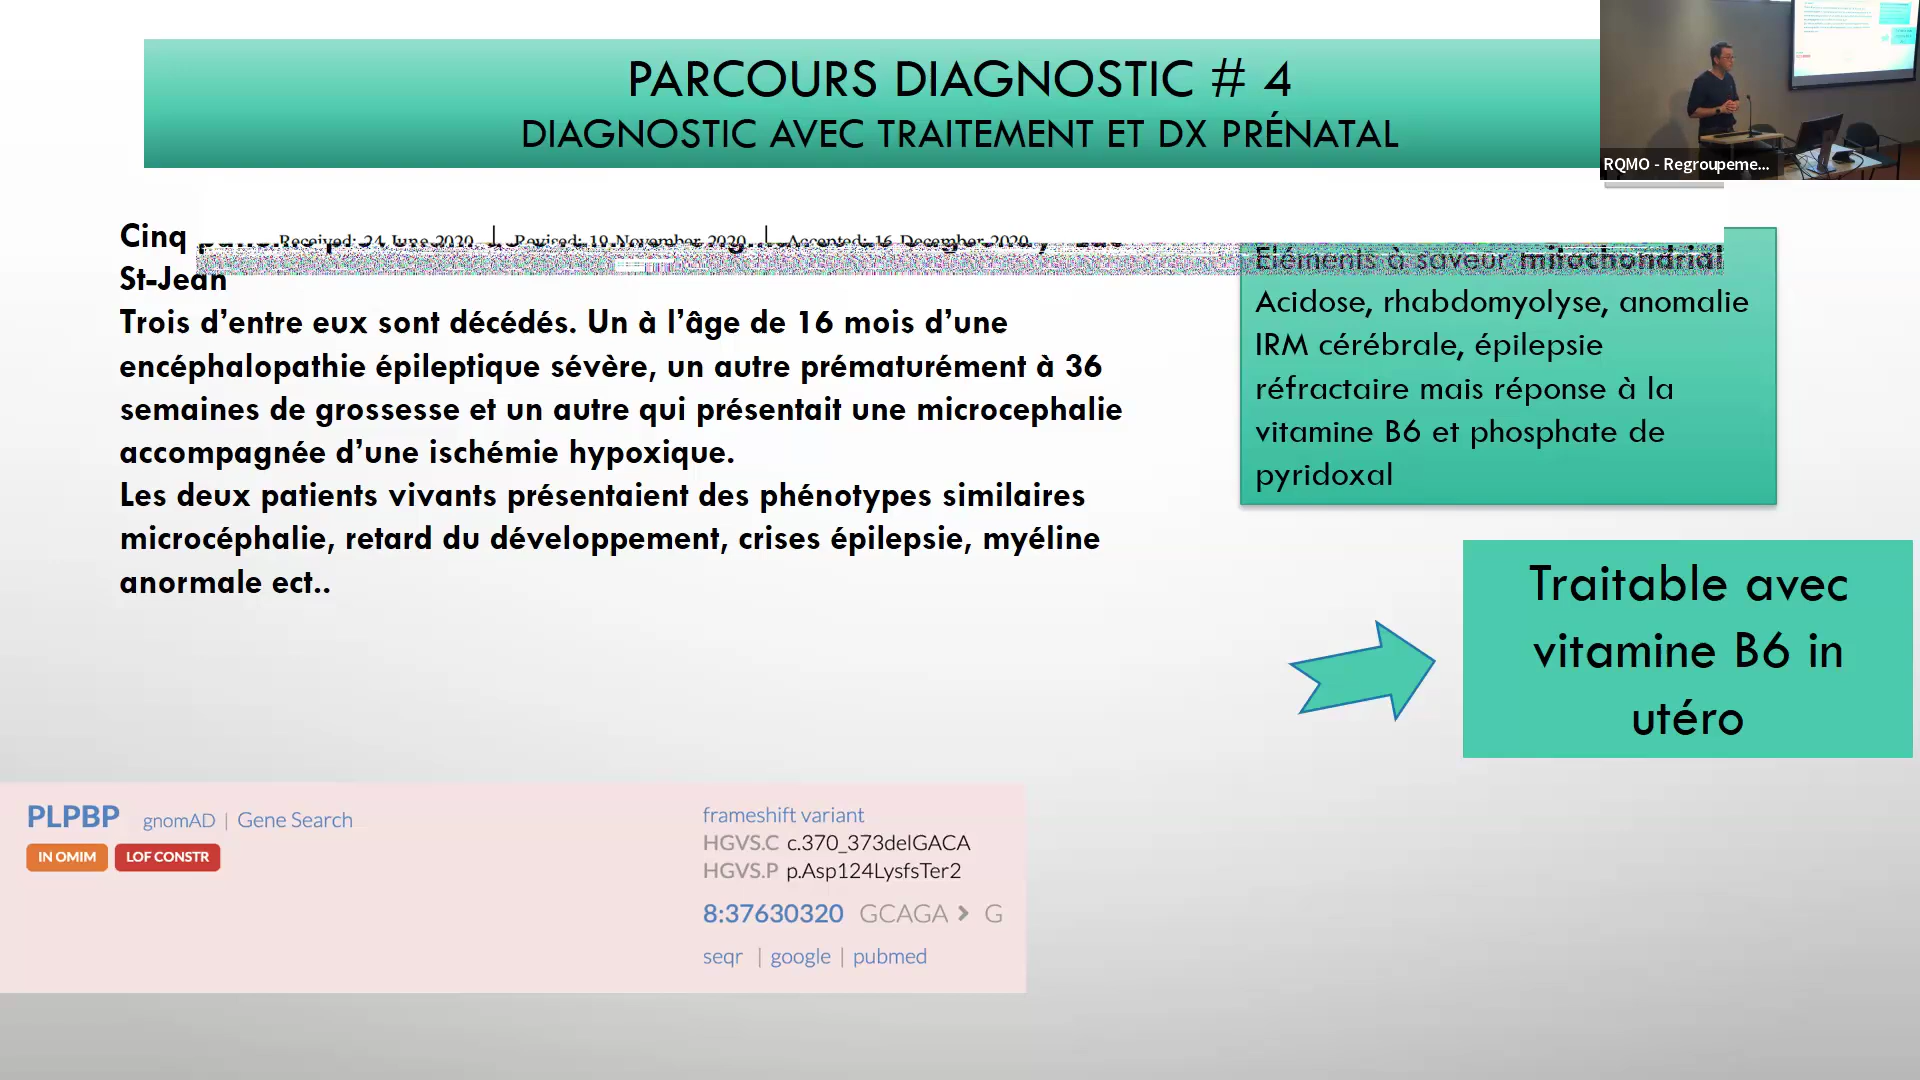 PARCOURS DIAGNOSTIC # 4
DIAGNOSTIC AVEC TRAITEMENT ET DX PRÉNATAL
RQMO - Regroupeme...
Cinq
Received: 24 June 2020 | Revised: 19 November 2020 | Accepted: 16 December 2020
St-Jean
Trois d’entre eux sont décédés. Un à l’âge de 16 mois d’une
encéphalopathie épileptique sévère, un autre prématurément à 36
semaines de grossesse et un autre qui présentait une microcephalie
accompagnée d’une ischémie hypoxique.
Les deux patients vivants présentaient des phénotypes similaires
microcéphalie, retard du développement, crises épilepsie, myéline
anormale ect..
Eléments à saveur mitochondrial
Acidose, rhabdomyolyse, anomalie
IRM cérébrale, épilepsie
réfractaire mais réponse à la
vitamine B6 et phosphate de
pyridoxal
Traitable avec
vitamine B6 in
utéro
PLPBP gnomAD | Gene Search
IN OMIM LOF CONSTR
frameshift variant
HGVS.C c.370_373delGACA
HGVS.P p.Asp124LysfsTer2
8:37630320 GCAGA > G
seqr | google | pubmed